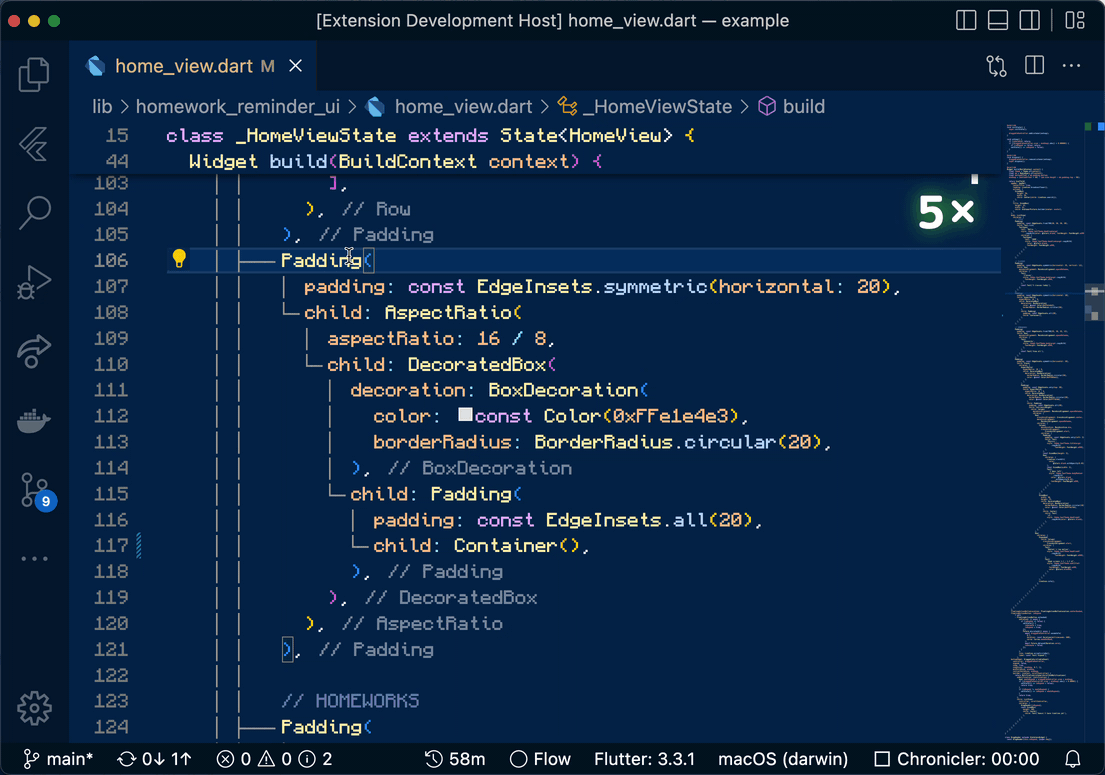 [Extension Development Host] home_view.dart — example
home_view.dart M
lib > homework_reminder_ui > home_view.dart > _HomeViewState > build
15 class _HomeViewState extends State<HomeView> {
44 Widget build(BuildContext context) {
103 ],
104 ), // Row
105 ), // Padding
5×
106 Padding(
107 padding: const EdgeInsets.symmetric(horizontal: 20),
108 child: AspectRatio(
109 aspectRatio: 16 / 8,
110 child: DecoratedBox(
111 decoration: BoxDecoration(
112 color: const Color(0xFFe1e4e3),
113 borderRadius: BorderRadius.circular(20),
114 ), // BoxDecoration
115 child: Padding(
116 padding: const EdgeInsets.all(20),
117 child: Container(),
118 ), // Padding
119 ), // DecoratedBox
120 ), // AspectRatio
121 ), // Padding
122
123 // HOMEWORKS
124 Padding(
9
main* 0↓ 1↑ 0 0 2 58m Flow Flutter: 3.3.1 macOS (darwin) Chronicler: 00:00